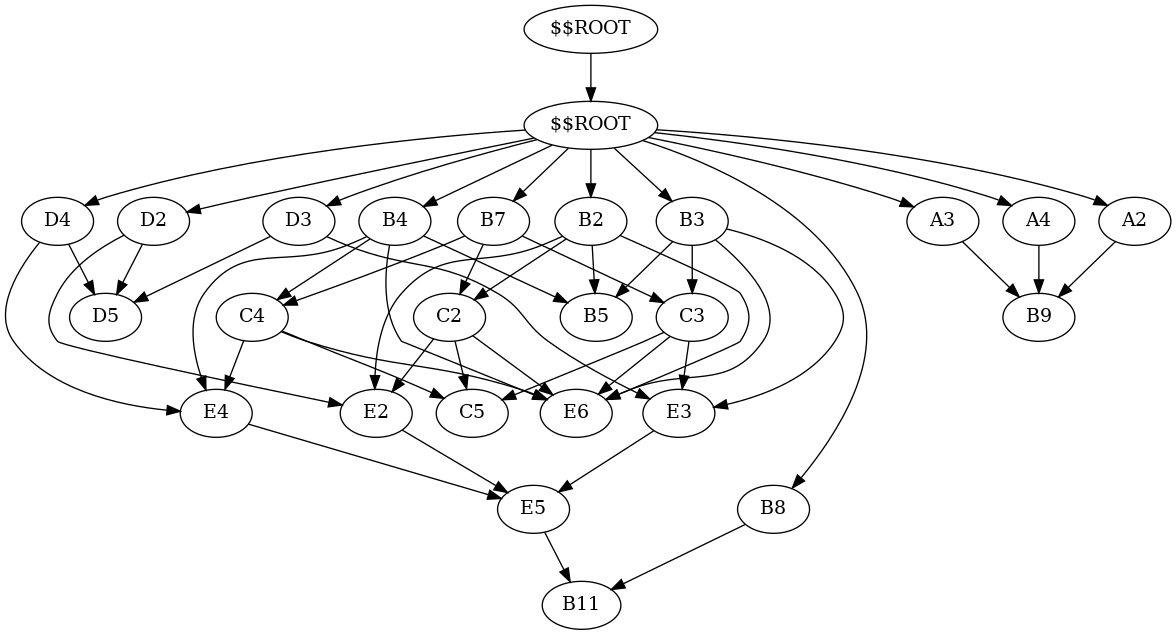 $$ROOT
$$ROOT
D4 D2 D3 B4 B7 B2 B3 A3 A4 A2
D5 C4 C2 B5 C3 B9
E4 E2 C5 E6 E3
E5 B8
B11